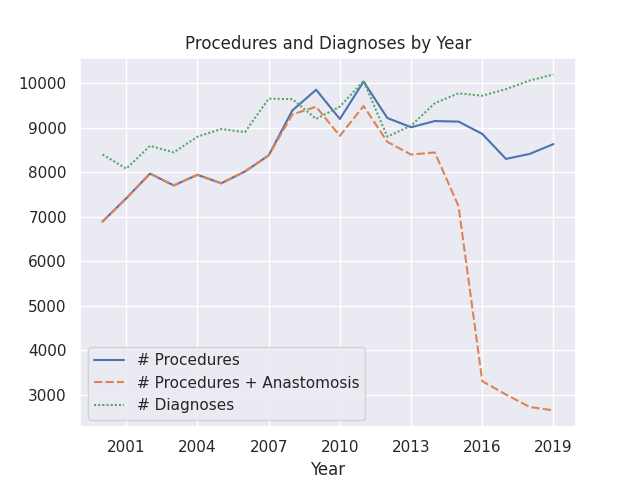 Procedures and Diagnoses by Year
10000
9000
8000
7000
6000
5000
4000
3000
# Procedures
# Procedures + Anastomosis
# Diagnoses
2001 2004 2007 2010 2013 2016 2019
Year